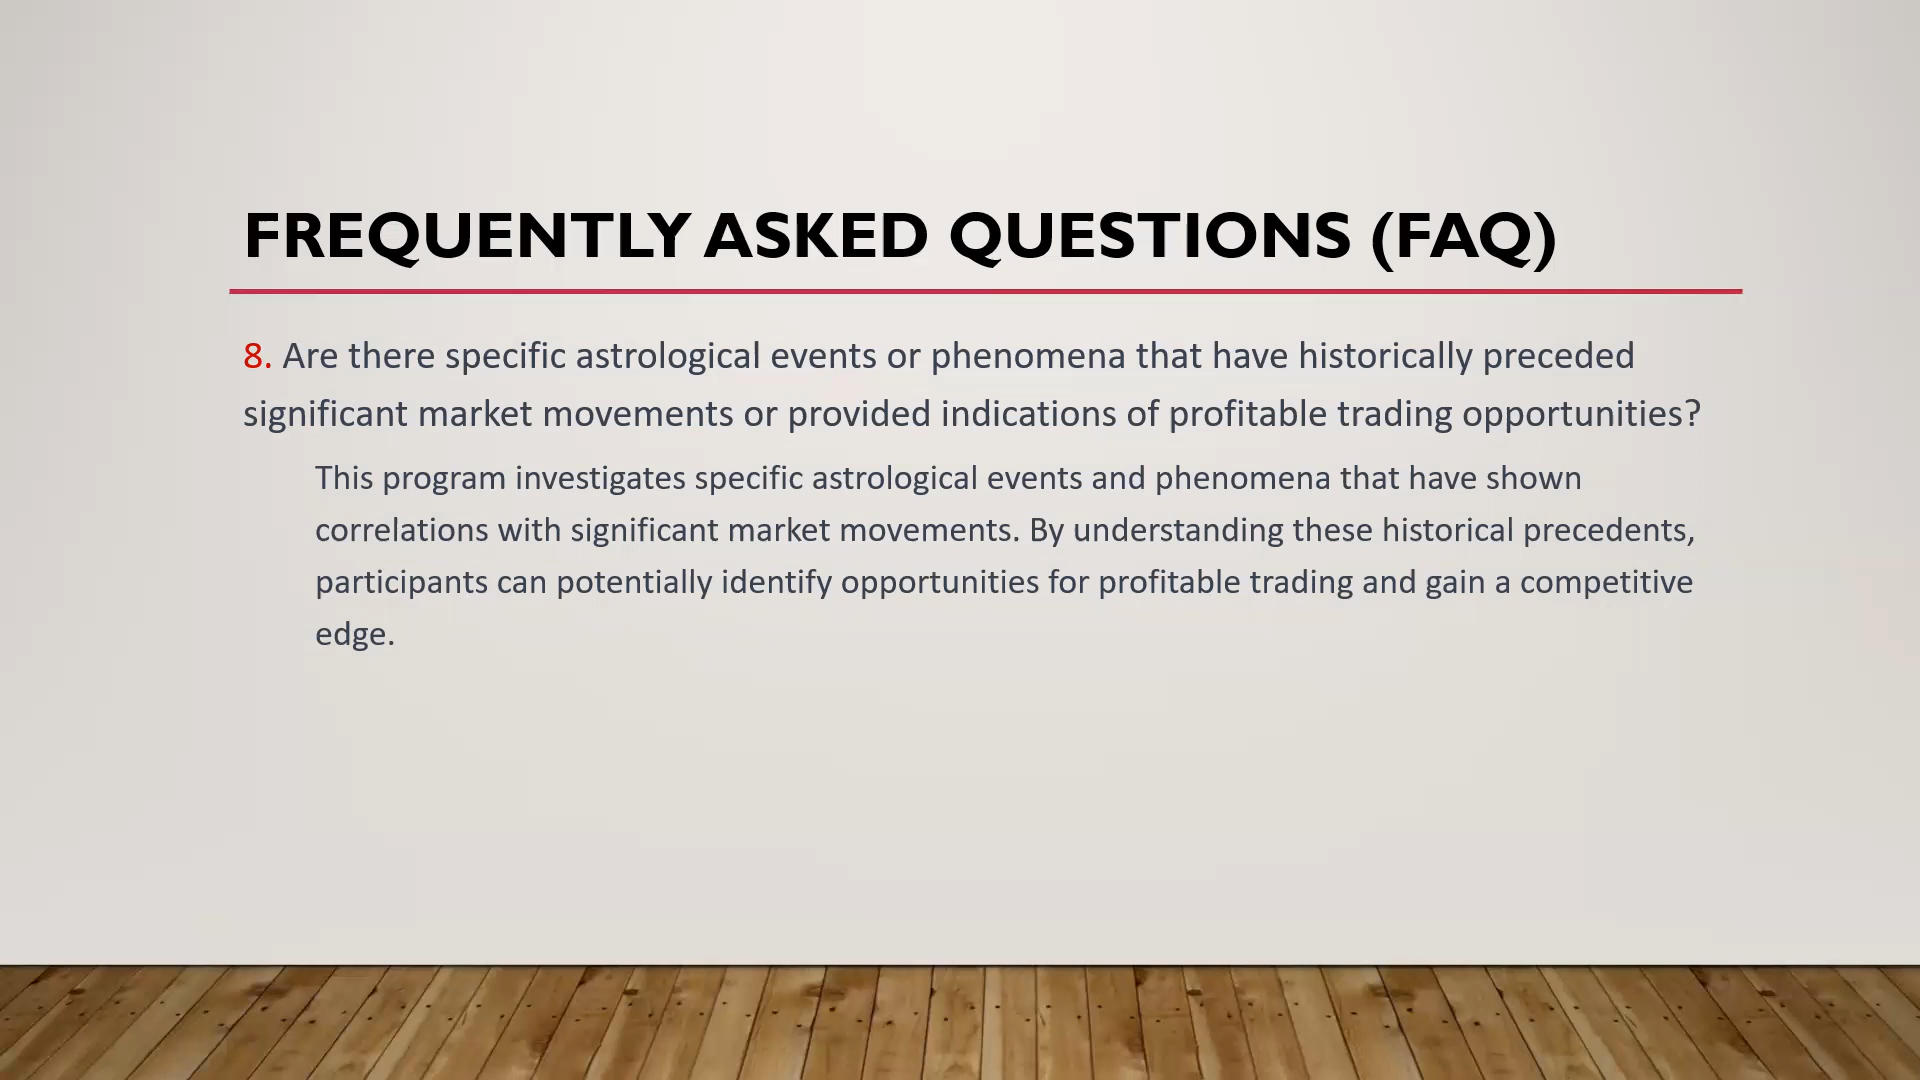 FREQUENTLY ASKED QUESTIONS (FAQ)
8. Are there specific astrological events or phenomena that have historically preceded
significant market movements or provided indications of profitable trading opportunities?
This program investigates specific astrological events and phenomena that have shown
correlations with significant market movements. By understanding these historical precedents,
participants can potentially identify opportunities for profitable trading and gain a competitive
edge.